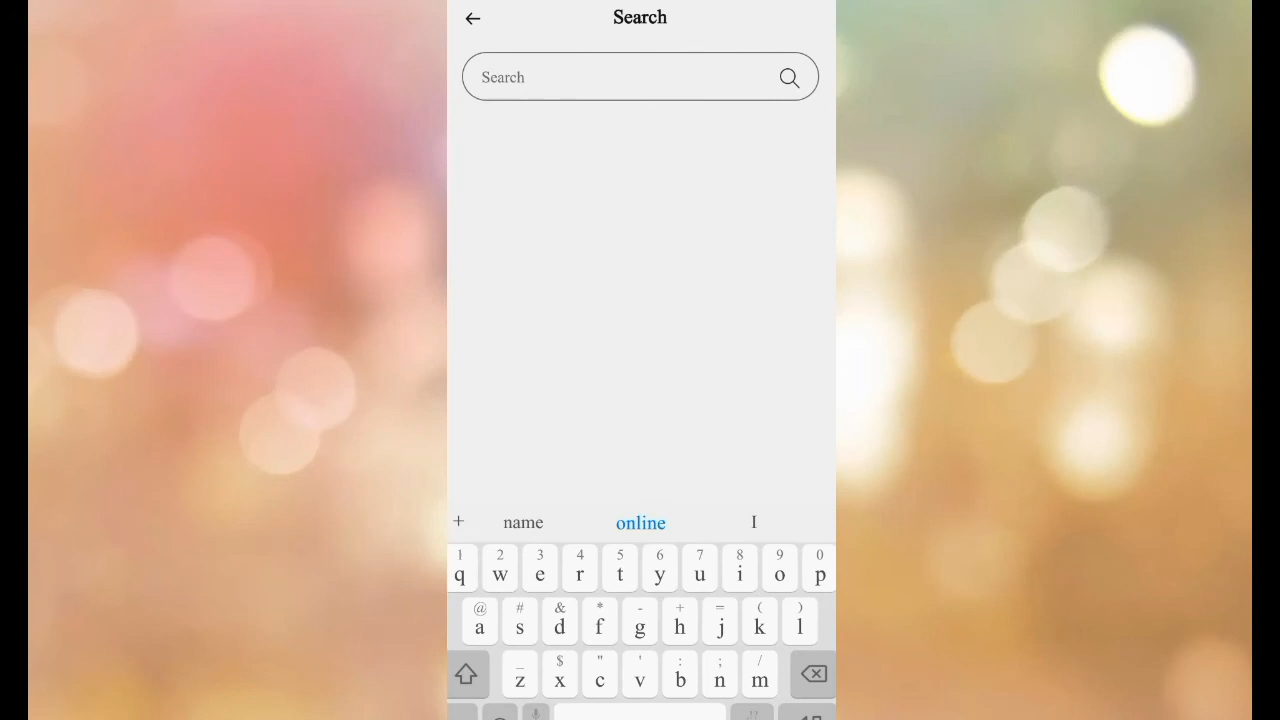 Search
Search
+ name online I
1 2 3 4 5 6 7 8 9 0
q w e r t y u i o p
@ # & * - + = ( )
a s d f g h j k l
_ $ " ' : ; /
z x c v b n m
!?